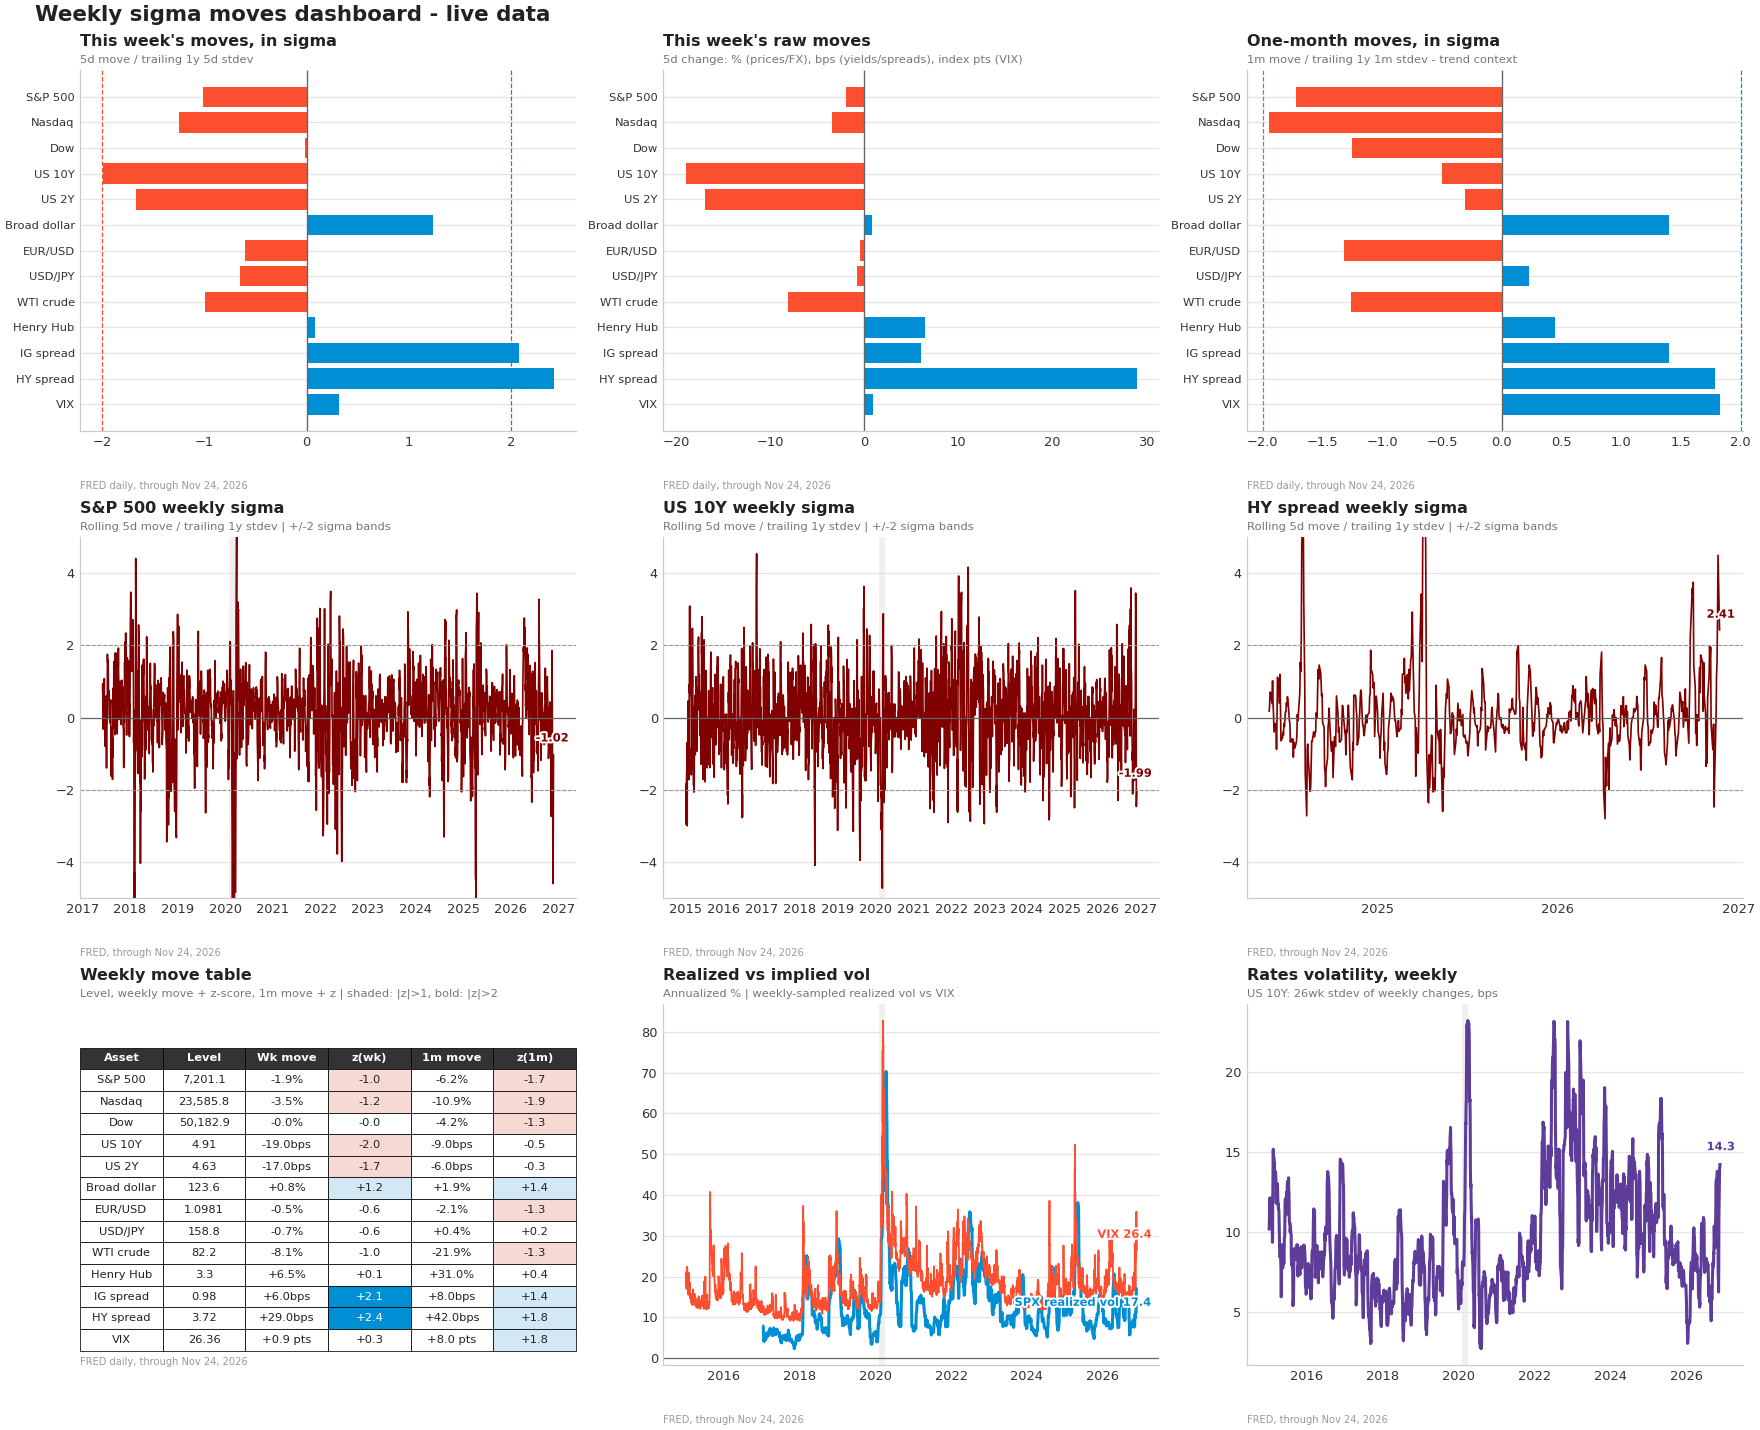 Weekly sigma moves dashboard - live data
This week's moves, in sigma
5d move / trailing 1y 5d stdev
S&P 500
Nasdaq
Dow
US 10Y
US 2Y
Broad dollar
EUR/USD
USD/JPY
WTI crude
Henry Hub
IG spread
HY spread
VIX
−2 −1 0 1 2
FRED daily, through Nov 24, 2026
This week's raw moves
5d change: % (prices/FX), bps (yields/spreads), index pts (VIX)
S&P 500
Nasdaq
Dow
US 10Y
US 2Y
Broad dollar
EUR/USD
USD/JPY
WTI crude
Henry Hub
IG spread
HY spread
VIX
−20 −10 0 10 20 30
FRED daily, through Nov 24, 2026
One-month moves, in sigma
1m move / trailing 1y 1m stdev - trend context
S&P 500
Nasdaq
Dow
US 10Y
US 2Y
Broad dollar
EUR/USD
USD/JPY
WTI crude
Henry Hub
IG spread
HY spread
VIX
−2.0 −1.5 −1.0 −0.5 0.0 0.5 1.0 1.5 2.0
FRED daily, through Nov 24, 2026
S&P 500 weekly sigma
Rolling 5d move / trailing 1y stdev | +/-2 sigma bands
4
2
0
-1.02
−2
−4
2017 2018 2019 2020 2021 2022 2023 2024 2025 2026 2027
FRED, through Nov 24, 2026
US 10Y weekly sigma
Rolling 5d move / trailing 1y stdev | +/-2 sigma bands
4
2
0
-1.99
−2
−4
2015 2016 2017 2018 2019 2020 2021 2022 2023 2024 2025 2026 2027
FRED, through Nov 24, 2026
HY spread weekly sigma
Rolling 5d move / trailing 1y stdev | +/-2 sigma bands
4
2.41
2
0
−2
−4
2025 2026 2027
FRED, through Nov 24, 2026
Weekly move table
Level, weekly move + z-score, 1m move + z | shaded: |z|>1, bold: |z|>2
Asset Level Wk move z(wk) 1m move z(1m)
S&P 500 7,201.1 -1.9% -1.0 -6.2% -1.7
Nasdaq 23,585.8 -3.5% -1.2 -10.9% -1.9
Dow 50,182.9 -0.0% -0.0 -4.2% -1.3
US 10Y 4.91 -19.0bps -2.0 -9.0bps -0.5
US 2Y 4.63 -17.0bps -1.7 -6.0bps -0.3
Broad dollar 123.6 +0.8% +1.2 +1.9% +1.4
EUR/USD 1.0981 -0.5% -0.6 -2.1% -1.3
USD/JPY 158.8 -0.7% -0.6 +0.4% +0.2
WTI crude 82.2 -8.1% -1.0 -21.9% -1.3
Henry Hub 3.3 +6.5% +0.1 +31.0% +0.4
IG spread 0.98 +6.0bps +2.1 +8.0bps +1.4
HY spread 3.72 +29.0bps +2.4 +42.0bps +1.8
VIX 26.36 +0.9 pts +0.3 +8.0 pts +1.8
FRED daily, through Nov 24, 2026
Realized vs implied vol
Annualized % | weekly-sampled realized vol vs VIX
80
70
60
50
40
30
VIX 26.4
20
SPX realized vol 17.4
10
0
2016 2018 2020 2022 2024 2026
FRED, through Nov 24, 2026
Rates volatility, weekly
US 10Y: 26wk stdev of weekly changes, bps
20
15
14.3
10
5
2016 2018 2020 2022 2024 2026
FRED, through Nov 24, 2026